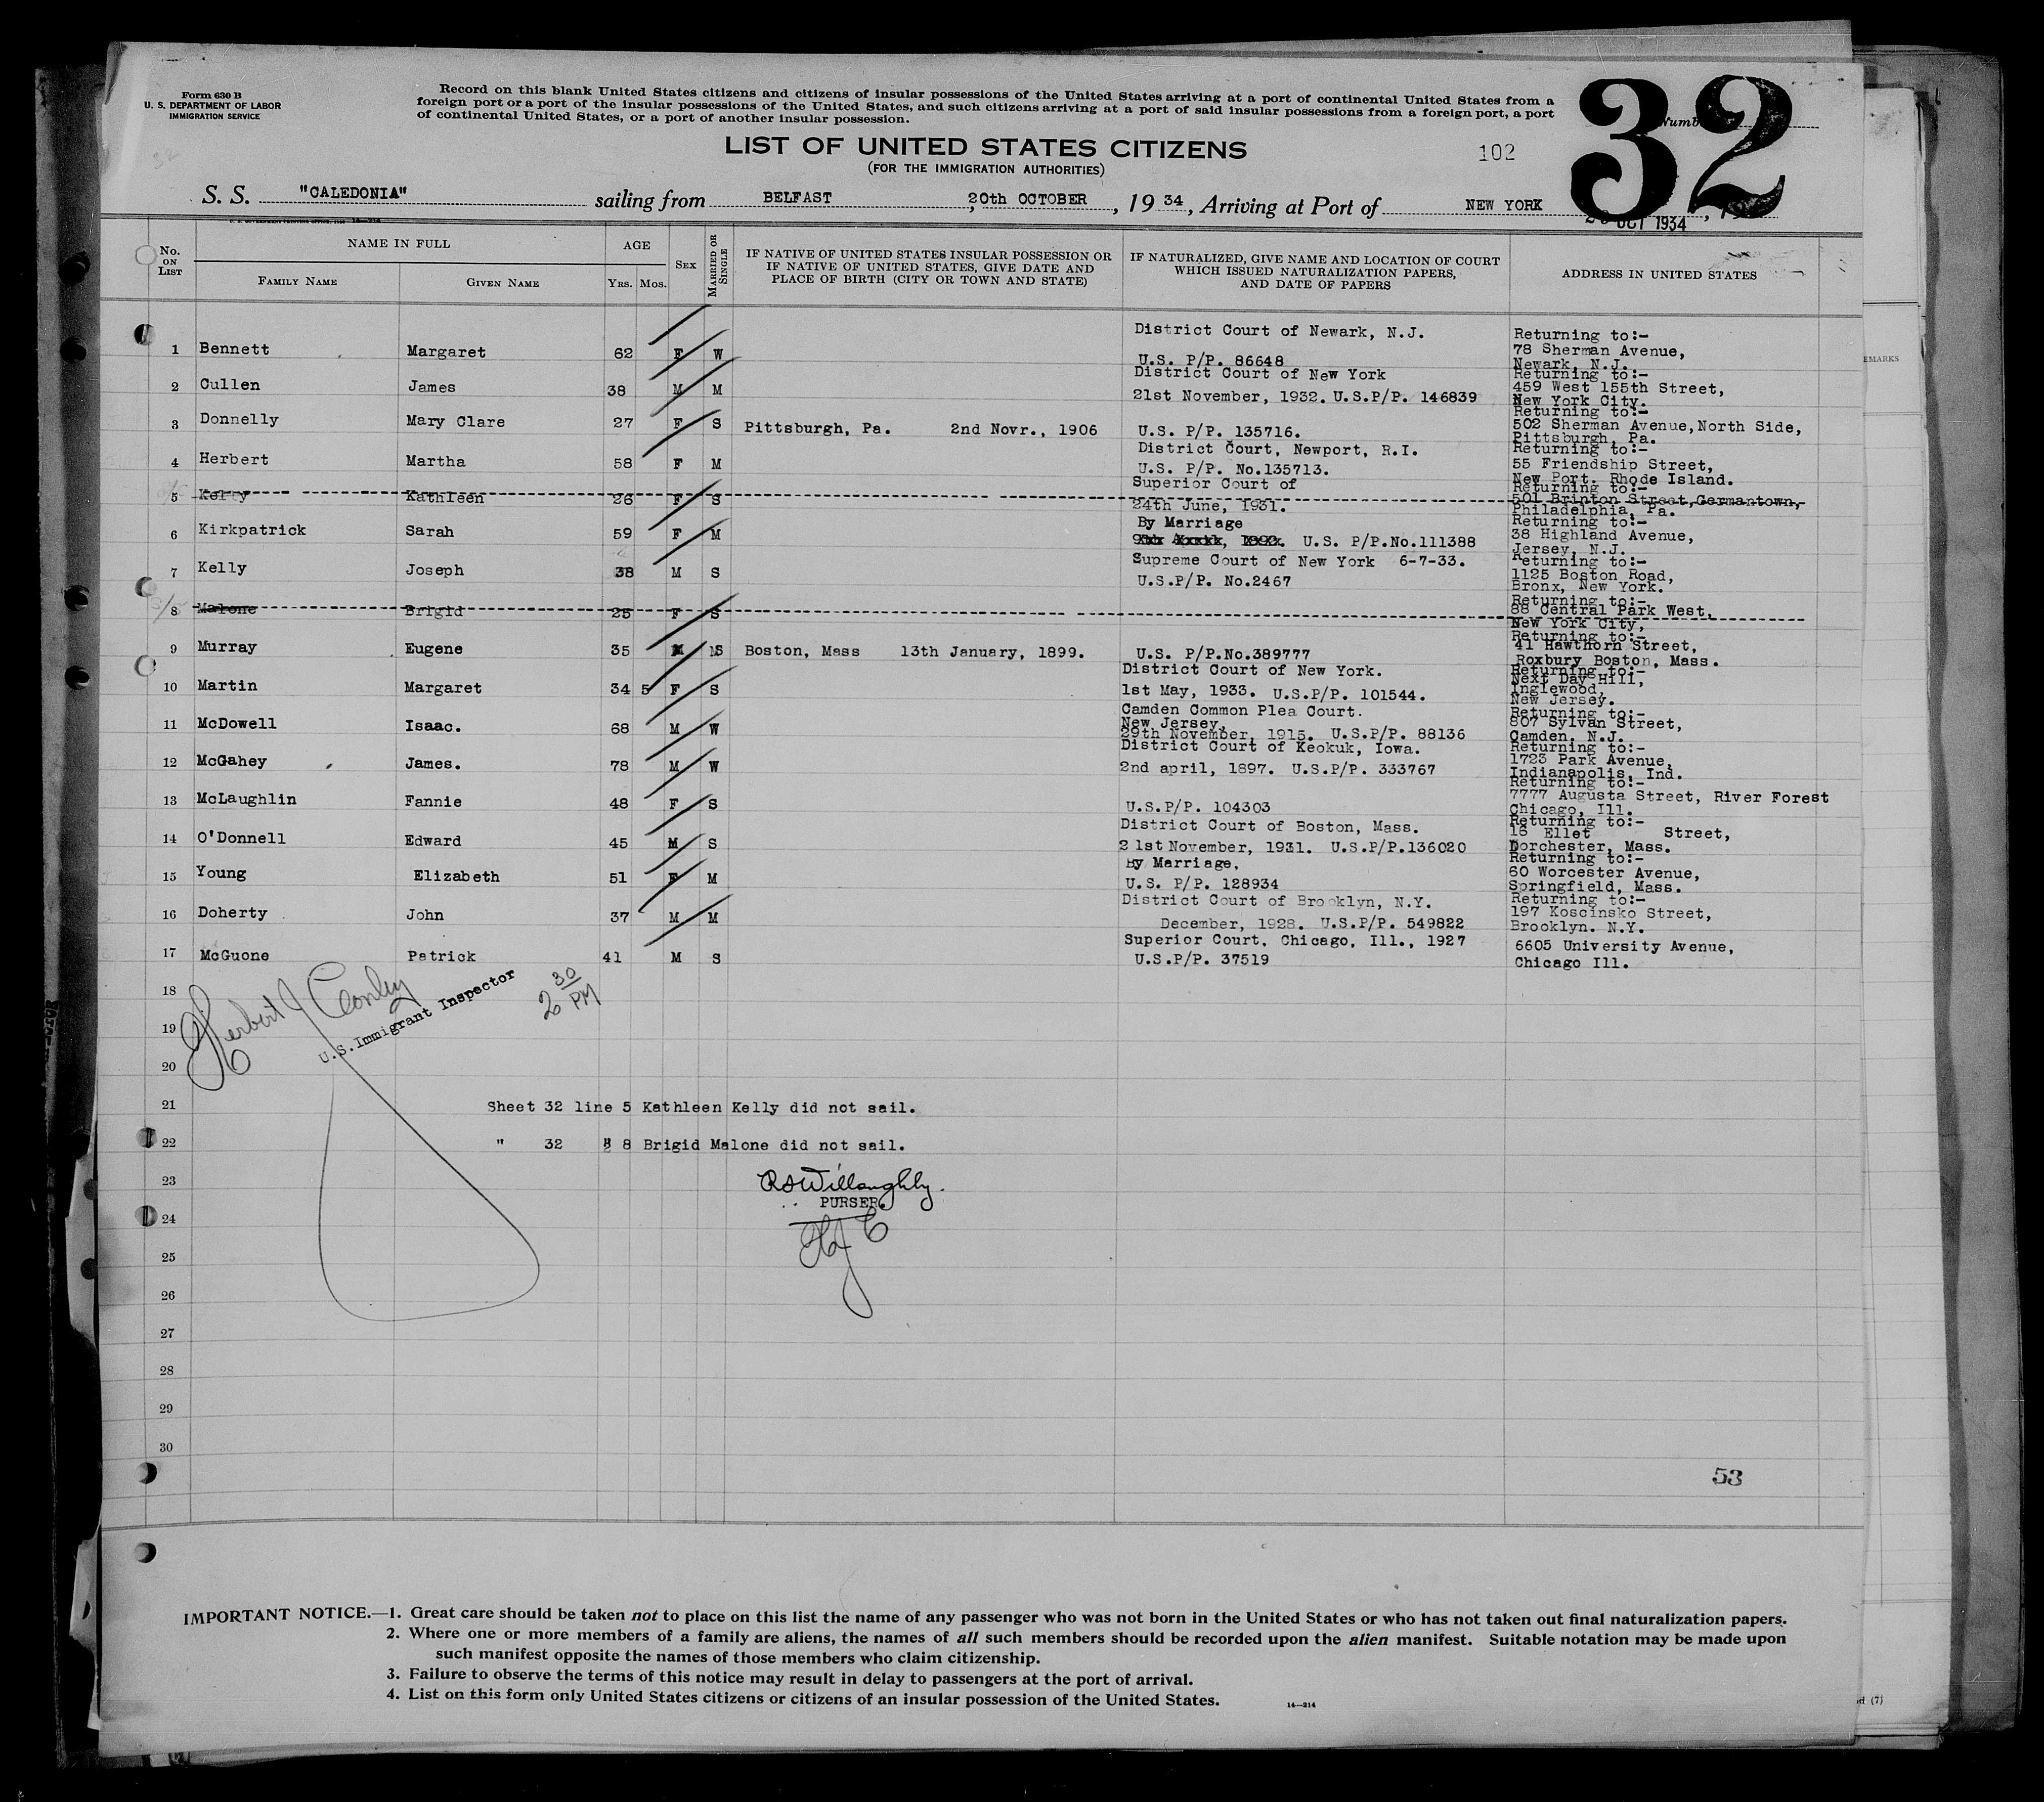 Form 630 B
U. S. DEPARTMENT OF LABOR
IMMIGRATION SERVICE
Record on this blank United States citizens and citizens of insular possessions of the United States arriving at a port of continental United States from a
foreign port or a port of the insular possessions of the United States, and such citizens arriving at a port of said insular possessions from a foreign port, a port
of continental United States, or a port of another insular possession.
32
LIST OF UNITED STATES CITIZENS
102
(FOR THE IMMIGRATION AUTHORITIES)
S. S. "CALEDONIA" sailing from BELFAST 20th OCTOBER, 1934, Arriving at Port of NEW YORK
OCT 1934
No. ON LIST
NAME IN FULL
FAMILY NAME
GIVEN NAME
AGE
YRS. MOS.
SEX
MARRIED OR SINGLE
IF NATIVE OF UNITED STATES INSULAR POSSESSION OR
IF NATIVE OF UNITED STATES, GIVE DATE AND
PLACE OF BIRTH (CITY OR TOWN AND STATE)
IF NATURALIZED, GIVE NAME AND LOCATION OF COURT
WHICH ISSUED NATURALIZATION PAPERS,
AND DATE OF PAPERS
ADDRESS IN UNITED STATES
EMARKS
District Court of Newark, N.J. Returning to:-
1 Bennett Margaret 62 F W U.S. P/P. 86648 78 Sherman Avenue,
Newark, N.J.
District Court of New York Returning to:-
2 Cullen James 38 M M 21st November, 1932. U.S.P/P. 146839 459 West 155th Street,
New York City.
Returning to:-
3 Donnelly Mary Clare 27 F S Pittsburgh, Pa. 2nd Novr., 1906 U.S. P/P. 135716. 502 Sherman Avenue,North Side,
Pittsburgh, Pa.
District Court, Newport, R.I. Returning to:-
4 Herbert Martha 58 F M U.S. P/P. No.135713. 55 Friendship Street,
New Port. Rhode Island.
Superior Court of Returning to:-
5 Kelly Kathleen 26 F S 24th June, 1931. 501 Brinton Street,Germantown,
Philadelphia, Pa.
By Marriage Returning to:-
6 Kirkpatrick Sarah 59 F M U.S. P/P.No.111388 38 Highland Avenue,
Jersey, N.J.
Supreme Court of New York 6-7-33. Returning to:-
7 Kelly Joseph 38 M S U.S.P/P. No.2467 1125 Boston Road,
Bronx, New York.
Returning to:-
8 Malone Brigid 25 F S 88 Central Park West,
New York City,
Returning to:-
9 Murray Eugene 35 M S Boston, Mass 13th January, 1899. U.S. P/P.No.389777 41 Hawthorn Street,
Roxbury Boston, Mass.
District Court of New York. Returning to:-
10 Martin Margaret 34 5 F S 1st May, 1933. U.S.P/P. 101544. Next Day Hill,
Inglewood,
New Jersey.
Camden Common Plea Court. Returning to:-
11 McDowell Isaac. 68 M W New Jersey, 807 Sylvan Street,
29th November, 1915. U.S.P/P. 88136 Camden, N.J.
District Court of Keokuk, Iowa. Returning to:-
12 McGahey James. 78 M W 2nd april, 1897. U.S.P/P. 333767 1723 Park Avenue,
Indianapolis, Ind.
Returning to:-
13 McLaughlin Fannie 48 F S U.S.P/P. 104303 7777 Augusta Street, River Forest
Chicago, Ill.
District Court of Boston, Mass. Returning to:-
14 O'Donnell Edward 45 M S 21st November, 1931. U.S.P/P.136020 16 Ellet Street,
Dorchester, Mass.
By Marriage, Returning to:-
15 Young Elizabeth 51 F M U.S. P/P. 128934 60 Worcester Avenue,
Springfield, Mass.
District Court of Brooklyn, N.Y. Returning to:-
16 Doherty John 37 M M December, 1928. U.S.P/P. 549822 197 Koscinsko Street,
Brooklyn. N.Y.
Superior Court, Chicago, Ill., 1927 6605 University Avenue,
17 McGuone Patrick 41 M S U.S.P/P. 37519 Chicago Ill.
18
Herbert J Conley
U.S. Immigrant Inspector
2 30 PM
19
20
21 Sheet 32 line 5 Kathleen Kelly did not sail.
22 " 32 " 8 Brigid Malone did not sail.
23 RSWilloughby.
PURSER
24
HJC
25
26
27
28
29
30
53
IMPORTANT NOTICE.—1. Great care should be taken not to place on this list the name of any passenger who was not born in the United States or who has not taken out final naturalization papers.
2. Where one or more members of a family are aliens, the names of all such members should be recorded upon the alien manifest. Suitable notation may be made upon
such manifest opposite the names of those members who claim citizenship.
3. Failure to observe the terms of this notice may result in delay to passengers at the port of arrival.
4. List on this form only United States citizens or citizens of an insular possession of the United States.
14—214